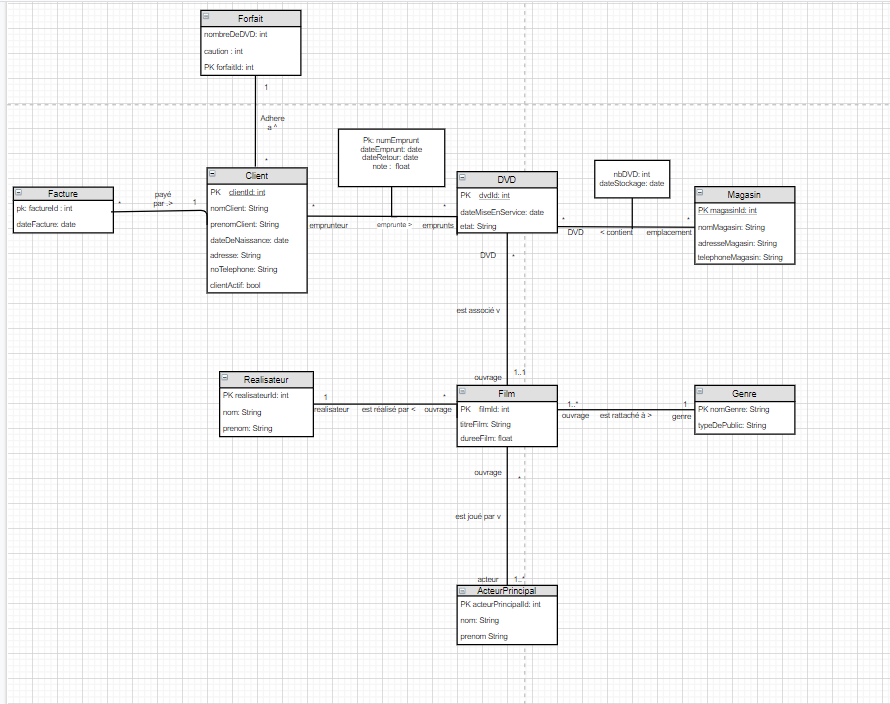 Forfait
nombreDeDVD: int
caution : int
PK forfaitId: int
1
Adhere
a ^
*
Pk: numEmprunt
dateEmprunt: date
dateRetour: date
note : float
Client
PK clientId: int
nomClient: String
prenomClient: String
dateDeNaissance: date
adresse: String
noTelephone: String
clientActif: bool
Facture
pk: factureId : int
dateFacture: date
*
payé
par .>
1
*
emprunteur
emprunte >
*
emprunts
DVD
PK dvdId: int
dateMiseEnService: date
etat: String
nbDVD: int
dateStockage: date
*
DVD
< contient
*
emplacement
Magasin
PK magasinId: int
nomMagasin: String
adresseMagasin: String
telephoneMagasin: String
DVD *
est associé v
ouvrage 1..1
Realisateur
PK realisateurId: int
nom: String
prenom: String
1
realisateur
est réalisé par <
*
ouvrage
Film
PK filmId: int
titreFilm: String
dureeFilm: float
1..*
ouvrage
est rattaché à >
1
genre
Genre
PK nomGenre: String
typeDePublic: String
ouvrage
*
est joué par v
acteur 1..*
ActeurPrincipal
PK acteurPrincipalId: int
nom: String
prenom String